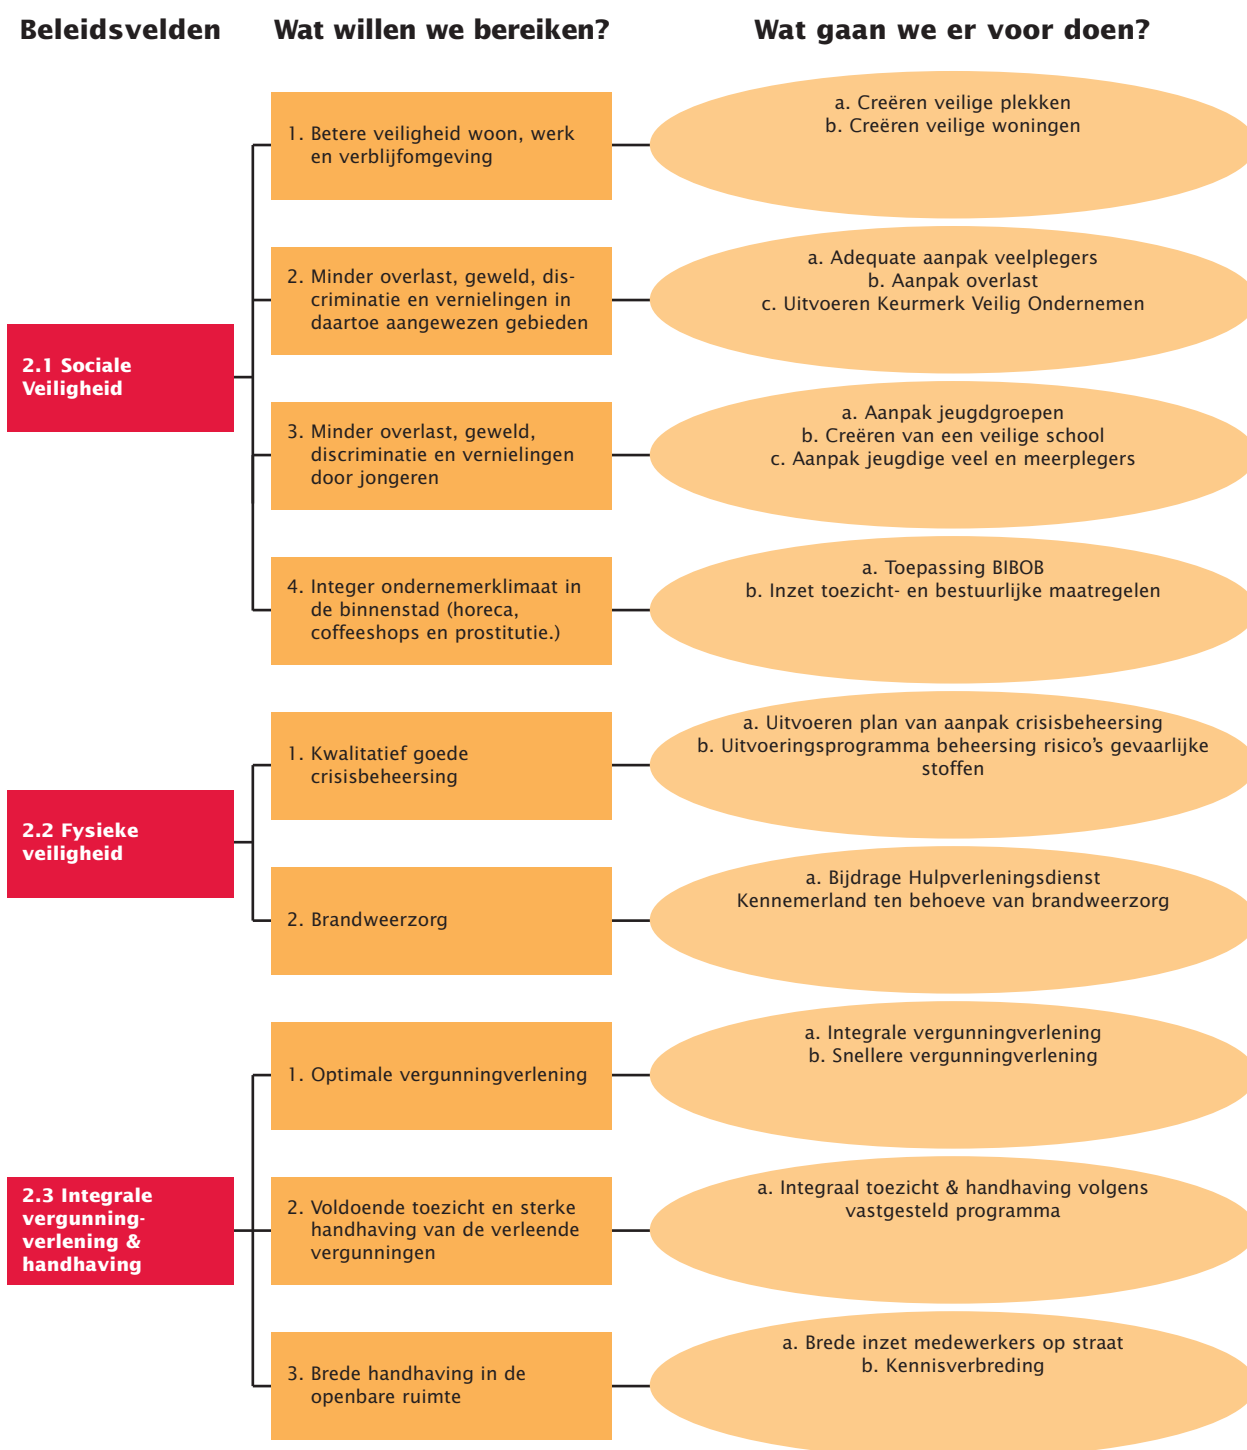 Beleidsvelden
Wat willen we bereiken?
Wat gaan we er voor doen?
2.1 Sociale
Veiligheid
1. Betere veiligheid woon, werk
en verblijfomgeving
a. Creëren veilige plekken
b. Creëren veilige woningen
2. Minder overlast, geweld, dis-
criminatie en vernielingen in
daartoe aangewezen gebieden
a. Adequate aanpak veelplegers
b. Aanpak overlast
c. Uitvoeren Keurmerk Veilig Ondernemen
3. Minder overlast, geweld,
discriminatie en vernielingen
door jongeren
a. Aanpak jeugdgroepen
b. Creëren van een veilige school
c. Aanpak jeugdige veel en meerplegers
4. Integer ondernemerklimaat in
de binnenstad (horeca,
coffeeshops en prostitutie.)
a. Toepassing BIBOB
b. Inzet toezicht- en bestuurlijke maatregelen
2.2 Fysieke
veiligheid
1. Kwalitatief goede
crisisbeheersing
a. Uitvoeren plan van aanpak crisisbeheersing
b. Uitvoeringsprogramma beheersing risico's gevaarlijke
stoffen
2. Brandweerzorg
a. Bijdrage Hulpverleningsdienst
Kennemerland ten behoeve van brandweerzorg
2.3 Integrale
vergunning-
verlening &
handhaving
1. Optimale vergunningverlening
a. Integrale vergunningverlening
b. Snellere vergunningverlening
2. Voldoende toezicht en sterke
handhaving van de verleende
vergunningen
a. Integraal toezicht & handhaving volgens
vastgesteld programma
3. Brede handhaving in de
openbare ruimte
a. Brede inzet medewerkers op straat
b. Kennisverbreding